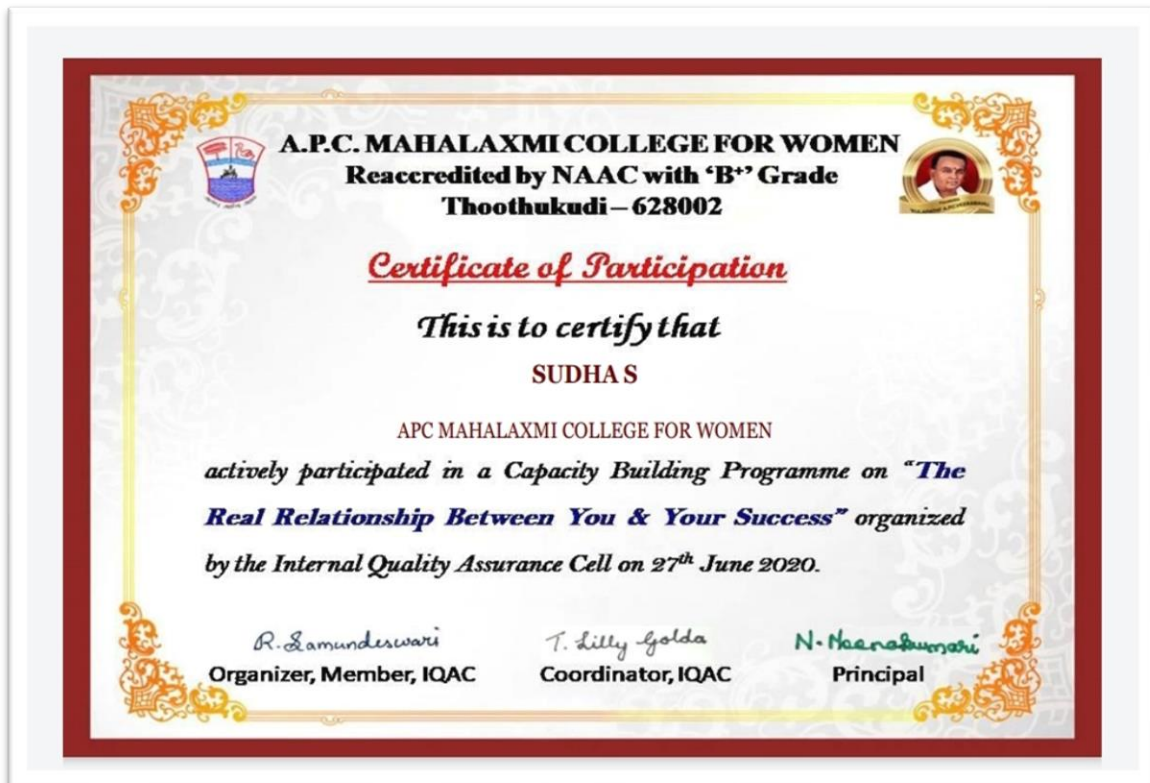 A.P.C. MAHALAXMI COLLEGE FOR WOMEN
Reaccredited by NAAC with ‘B⁺’ Grade
Thoothukudi – 628002
Certificate of Participation
This is to certify that
SUDHA S
APC MAHALAXMI COLLEGE FOR WOMEN
actively participated in a Capacity Building Programme on “The
Real Relationship Between You & Your Success” organized
by the Internal Quality Assurance Cell on 27th June 2020.
R. Samundeswari T. Lilly Golda N. Meenakumari
Organizer, Member, IQAC Coordinator, IQAC Principal